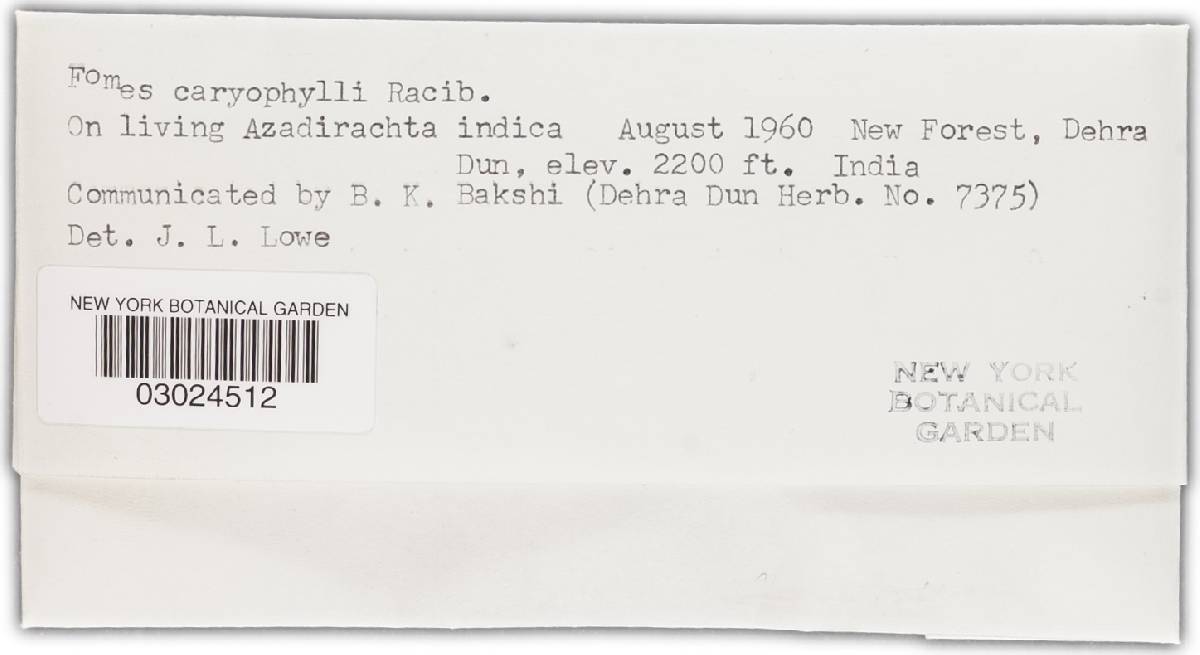 Fomes caryophylli Racib.
On living Azadirachta indica August 1960 New Forest, Dehra
Dun, elev. 2200 ft. India
Communicated by B. K. Bakshi (Dehra Dun Herb. No. 7375)
Det. J. L. Lowe
NEW YORK BOTANICAL GARDEN
03024512
NEW YORK
BOTANICAL
GARDEN